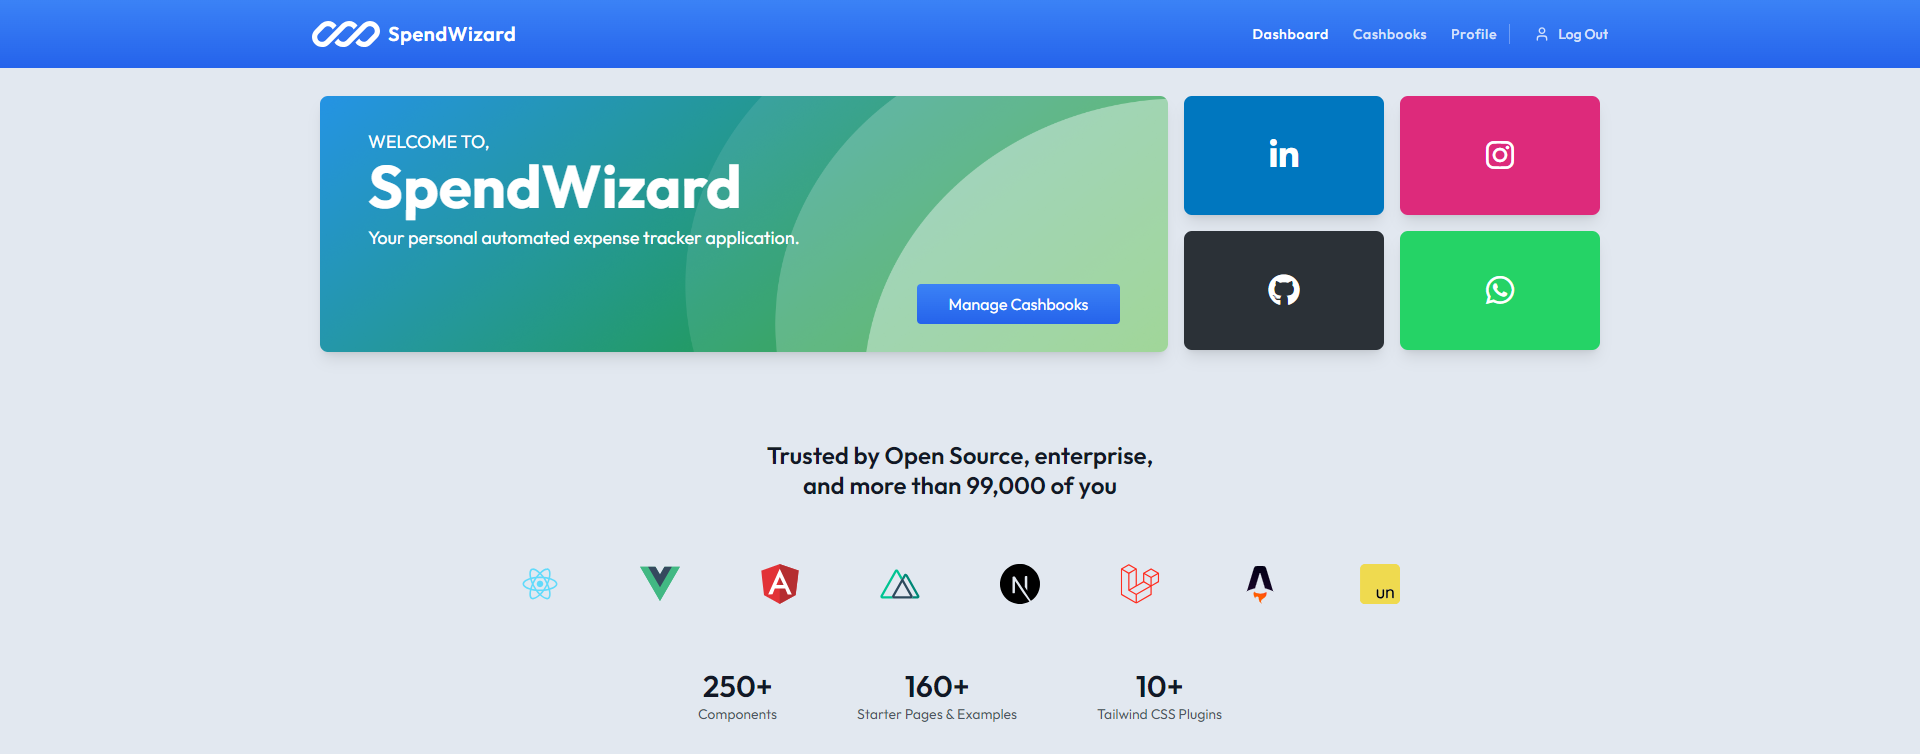 SpendWizard
Dashboard Cashbooks Profile Log Out
WELCOME TO,
SpendWizard
Your personal automated expense tracker application.
Manage Cashbooks
in
Trusted by Open Source, enterprise,
and more than 99,000 of you
N
un
250+ 160+ 10+
Components Starter Pages & Examples Tailwind CSS Plugins